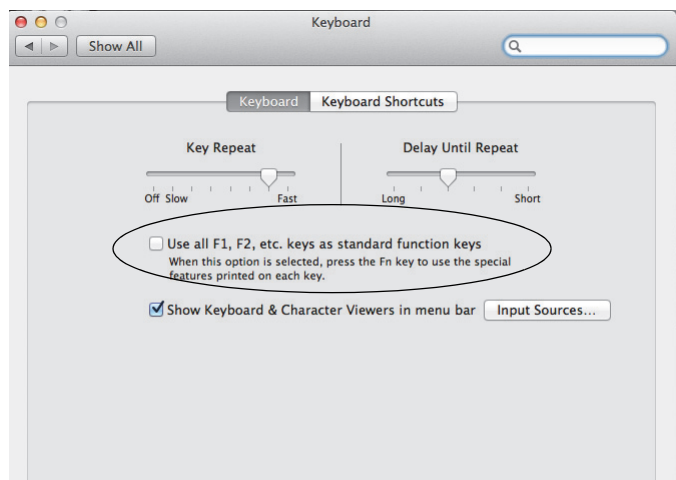 Keyboard
Show All
Keyboard Keyboard Shortcuts
Key Repeat Delay Until Repeat
Off Slow Fast Long Short
Use all F1, F2, etc. keys as standard function keys
When this option is selected, press the Fn key to use the special
features printed on each key.
Show Keyboard & Character Viewers in menu bar Input Sources...